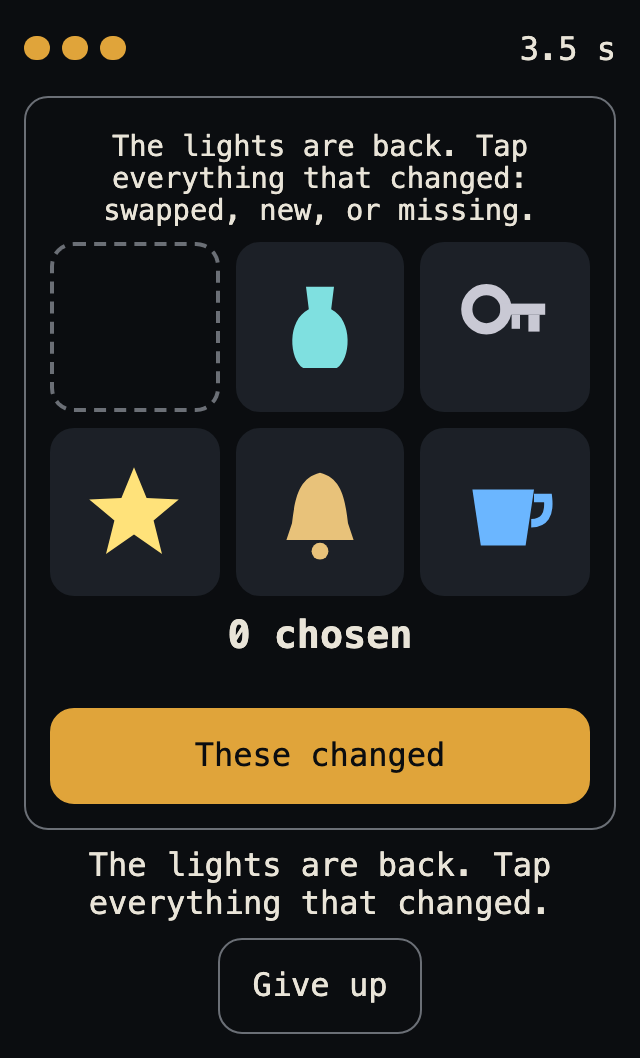 3.5 s
The lights are back. Tap
everything that changed:
swapped, new, or missing.
0 chosen
These changed
The lights are back. Tap
everything that changed.
Give up